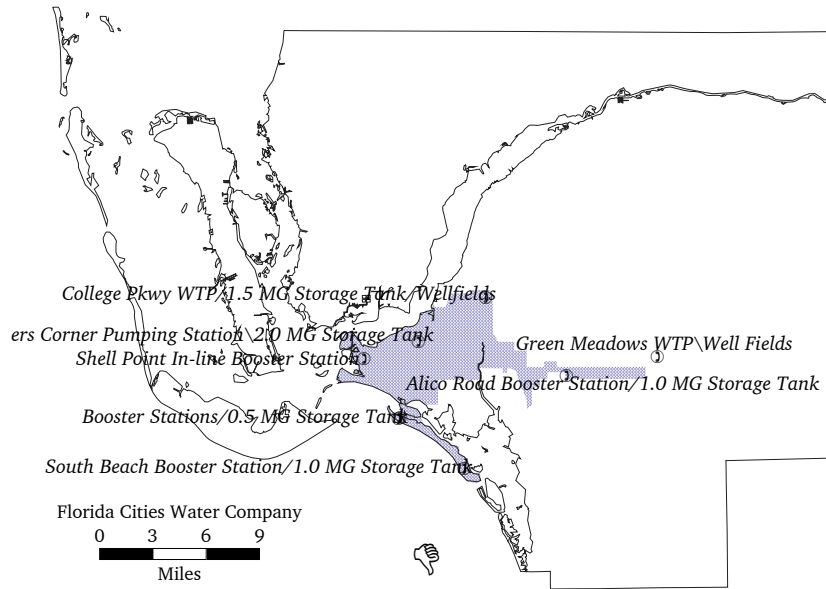 College Pkwy WTP/1.5 MG Storage Tank/Wellfields
ers Corner Pumping Station\2.0 MG Storage Tank
Green Meadows WTP\Well Fields
Shell Point In-line Booster Station
Alico Road Booster Station/1.0 MG Storage Tank
Booster Stations/0.5 MG Storage Tank
South Beach Booster Station/1.0 MG Storage Tank
Florida Cities Water Company
0 3 6 9
Miles